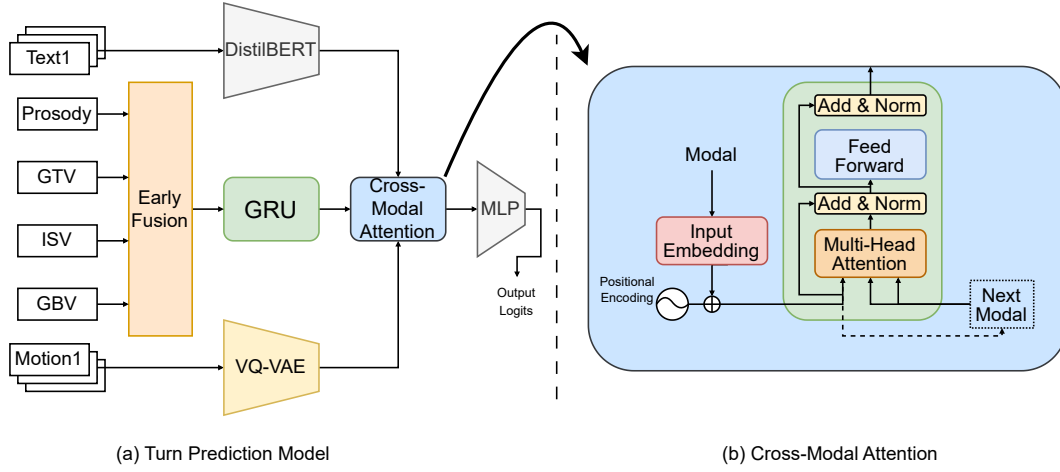 Text1
DistilBERT
Prosody
GTV
ISV
GBV
Early
Fusion
GRU
Cross-
Modal
Attention
MLP
Output
Logits
Motion1
VQ-VAE
(a) Turn Prediction Model
Add & Norm
Feed
Forward
Add & Norm
Multi-Head
Attention
Modal
Input
Embedding
Positional
Encoding
Next
Modal
(b) Cross-Modal Attention